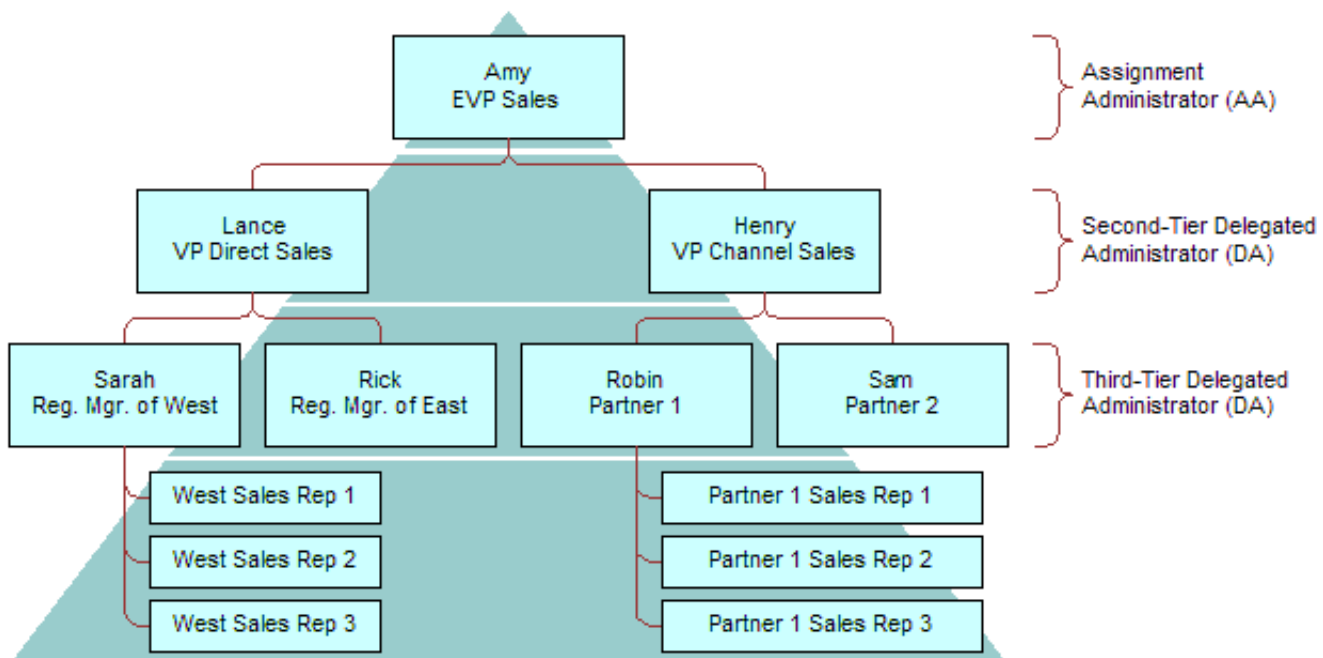 Amy
EVP Sales
Assignment
Administrator (AA)
Lance
VP Direct Sales
Henry
VP Channel Sales
Second-Tier Delegated
Administrator (DA)
Sarah
Reg. Mgr. of West
Rick
Reg. Mgr. of East
Robin
Partner 1
Sam
Partner 2
Third-Tier Delegated
Administrator (DA)
West Sales Rep 1
West Sales Rep 2
West Sales Rep 3
Partner 1 Sales Rep 1
Partner 1 Sales Rep 2
Partner 1 Sales Rep 3